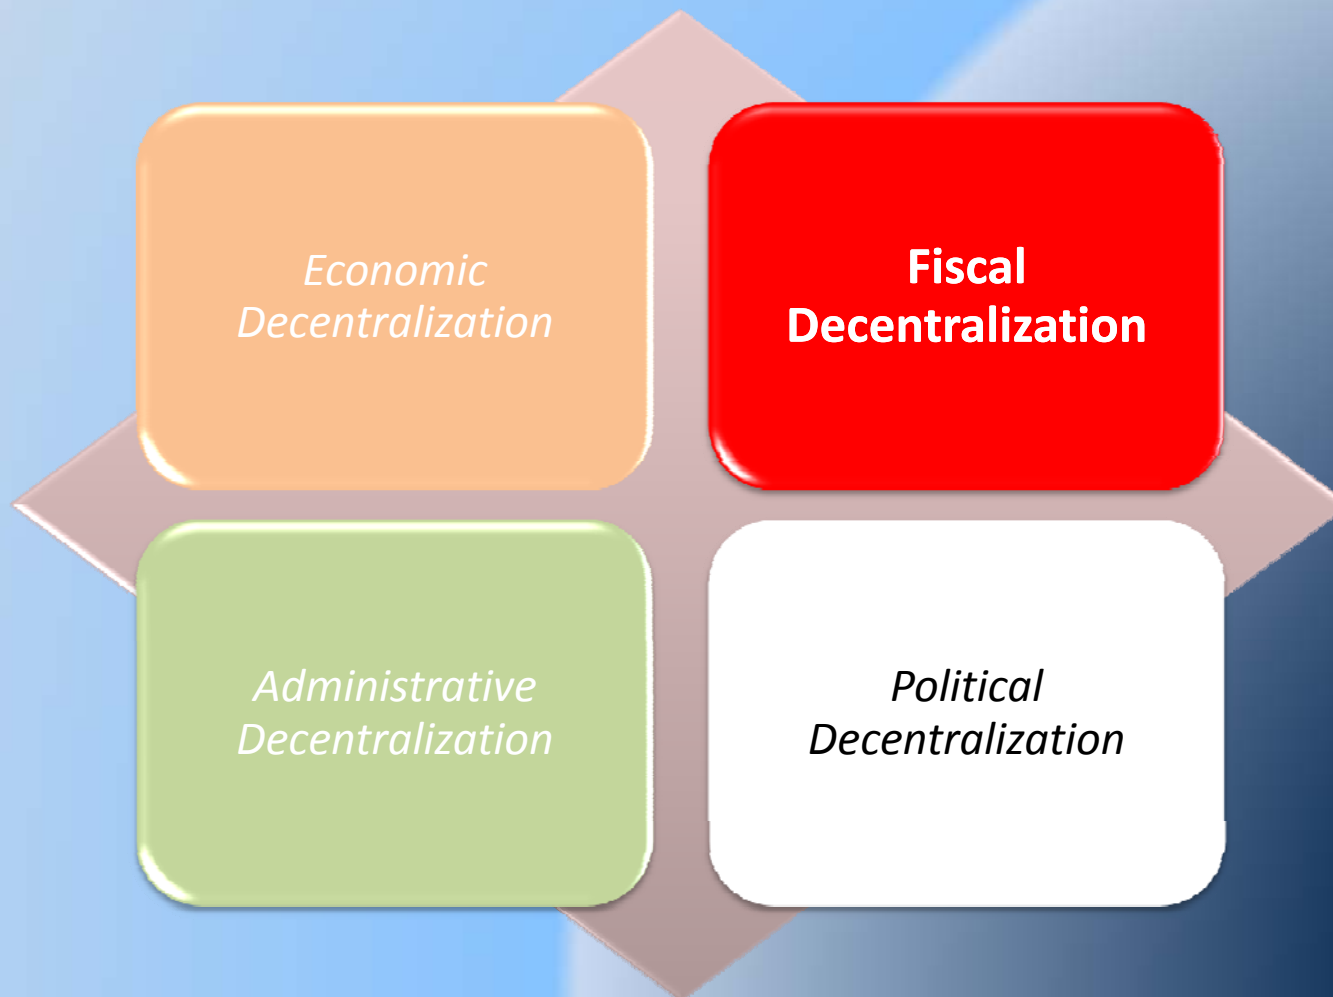 Economic
Decentralization
Fiscal
Decentralization
Administrative
Decentralization
Political
Decentralization